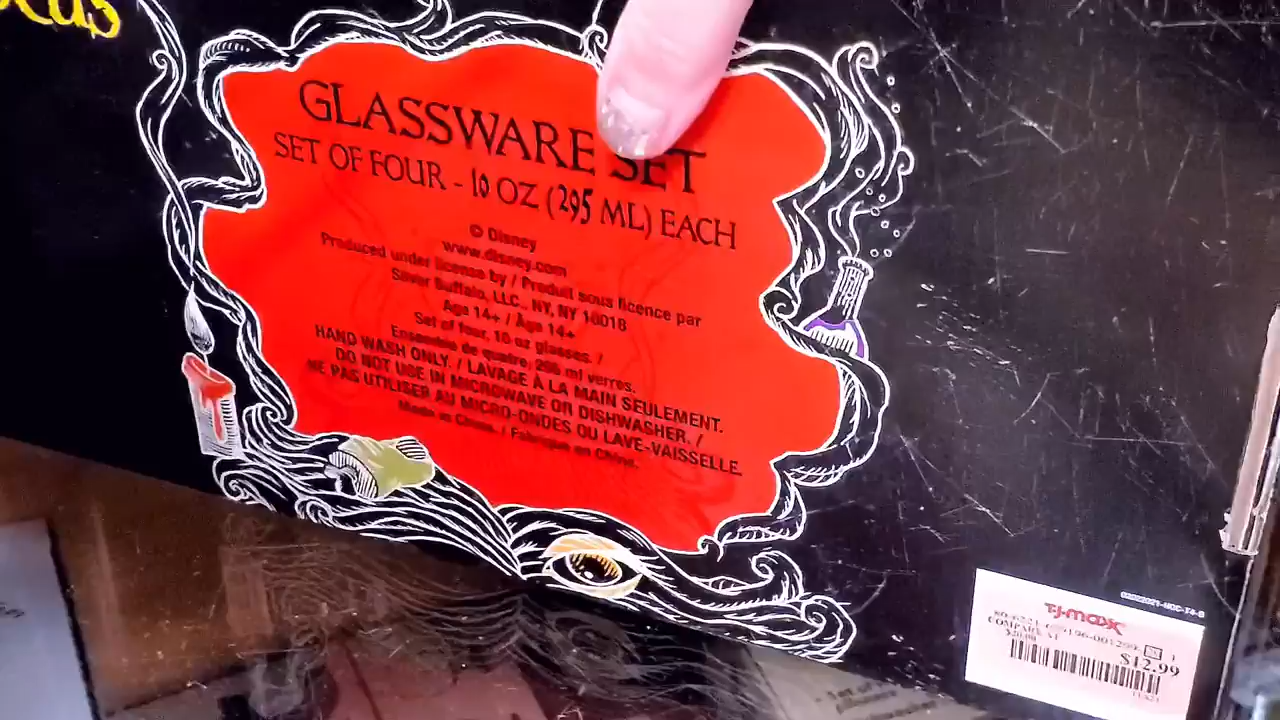 GLASSWARE SET
SET OF FOUR - 10 OZ (295 ML) EACH
© Disney
www.disney.com
Produced under license by / Produit sous licence par
Silver Buffalo, LLC., NY, NY 10018
Age 14+ / Âge 14+
Set of four, 10 oz glasses. /
Ensemble de quatre, 295 ml verres.
HAND WASH ONLY. / LAVAGE À LA MAIN SEULEMENT.
DO NOT USE IN MICROWAVE OR DISHWASHER. /
NE PAS UTILISER AU MICRO-ONDES OU LAVE-VAISSELLE.
Made in China. / Fabriqué en China.
T.J.maxx
COMPARE AT
$20.00
$12.99